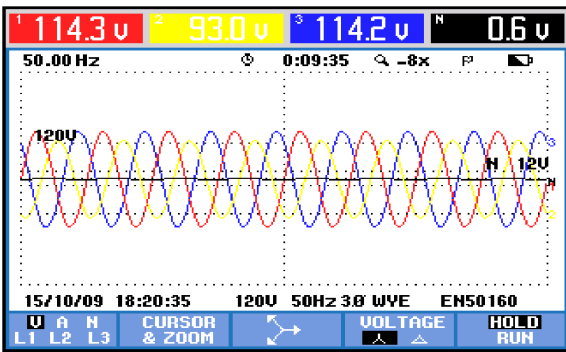 1 114.3 V 2 93.0 V 3 114.2 V N 0.6 V
50.00 Hz 0:09:35 -8x
120V
3
N 12V
N
2
15/10/09 18:20:35 120V 50Hz 3Ø WYE EN50160
V A N CURSOR VOLTAGE HOLD
L1 L2 L3 & ZOOM RUN